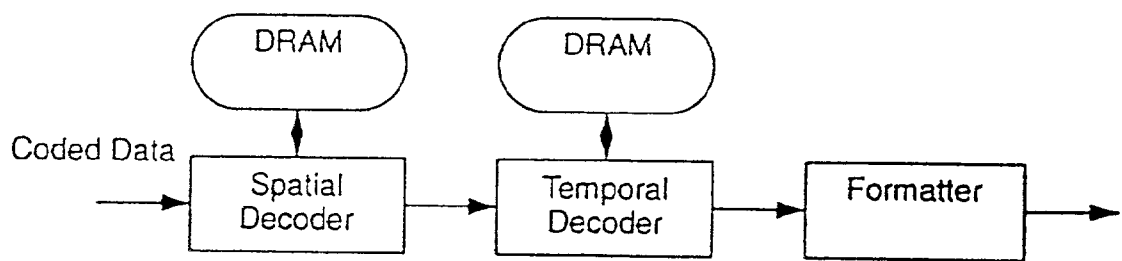 DRAM
DRAM
Coded Data
Spatial
Decoder
Temporal
Decoder
Formatter